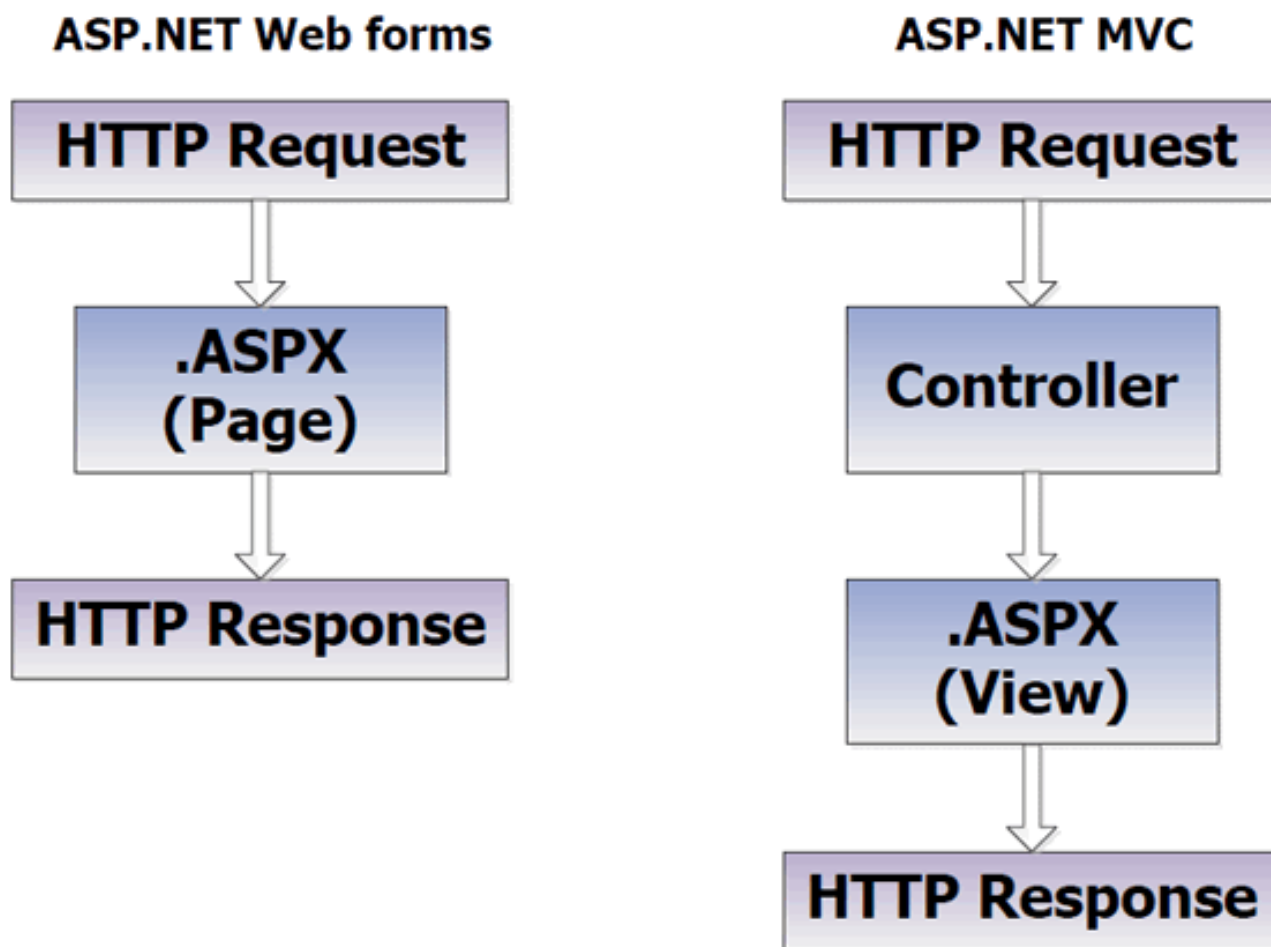 ASP.NET Web forms
HTTP Request
.ASPX
(Page)
HTTP Response
ASP.NET MVC
HTTP Request
Controller
.ASPX
(View)
HTTP Response